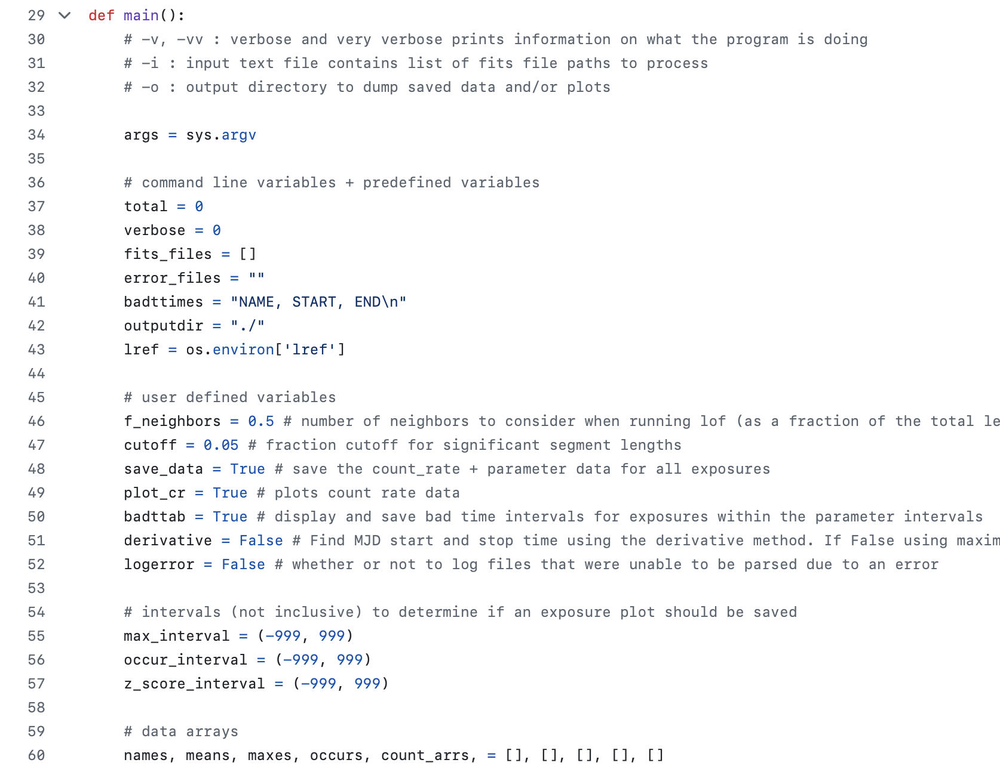 29 def main():
30 # -v, -vv : verbose and very verbose prints information on what the program is doing
31 # -i : input text file contains list of fits file paths to process
32 # -o : output directory to dump saved data and/or plots
33
34 args = sys.argv
35
36 # command line variables + predefined variables
37 total = 0
38 verbose = 0
39 fits_files = []
40 error_files = ""
41 badttimes = "NAME, START, END\n"
42 outputdir = "./"
43 lref = os.environ['lref']
44
45 # user defined variables
46 f_neighbors = 0.5 # number of neighbors to consider when running lof (as a fraction of the total le
47 cutoff = 0.05 # fraction cutoff for significant segment lengths
48 save_data = True # save the count_rate + parameter data for all exposures
49 plot_cr = True # plots count rate data
50 badttab = True # display and save bad time intervals for exposures within the parameter intervals
51 derivative = False # Find MJD start and stop time using the derivative method. If False using maxim
52 logerror = False # whether or not to log files that were unable to be parsed due to an error
53
54 # intervals (not inclusive) to determine if an exposure plot should be saved
55 max_interval = (-999, 999)
56 occur_interval = (-999, 999)
57 z_score_interval = (-999, 999)
58
59 # data arrays
60 names, means, maxes, occurs, count_arrs, = [], [], [], [], []